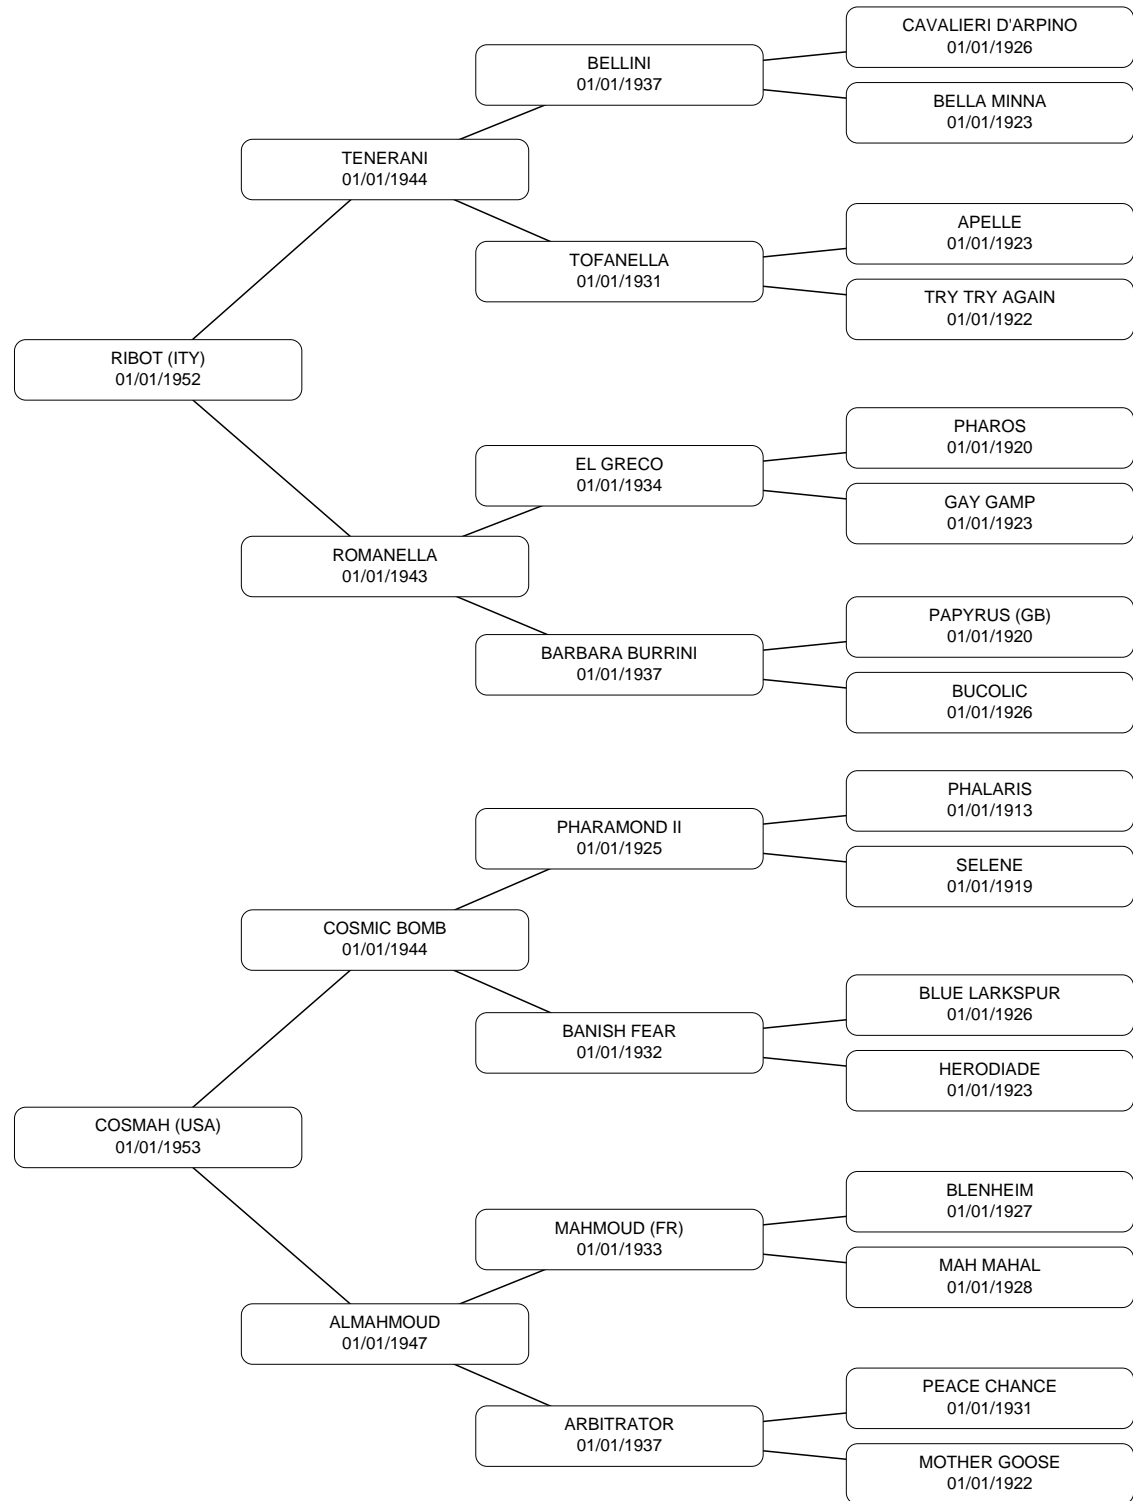 CAVALIERI D'ARPINO
01/01/1926
BELLINI
01/01/1937
BELLA MINNA
01/01/1923
TENERANI
01/01/1944
APELLE
01/01/1923
TOFANELLA
01/01/1931
TRY TRY AGAIN
01/01/1922
RIBOT (ITY)
01/01/1952
PHAROS
01/01/1920
EL GRECO
01/01/1934
GAY GAMP
01/01/1923
ROMANELLA
01/01/1943
PAPYRUS (GB)
01/01/1920
BARBARA BURRINI
01/01/1937
BUCOLIC
01/01/1926
PHALARIS
01/01/1913
PHARAMOND II
01/01/1925
SELENE
01/01/1919
COSMIC BOMB
01/01/1944
BLUE LARKSPUR
01/01/1926
BANISH FEAR
01/01/1932
HERODIADE
01/01/1923
COSMAH (USA)
01/01/1953
BLENHEIM
01/01/1927
MAHMOUD (FR)
01/01/1933
MAH MAHAL
01/01/1928
ALMAHMOUD
01/01/1947
PEACE CHANCE
01/01/1931
ARBITRATOR
01/01/1937
MOTHER GOOSE
01/01/1922